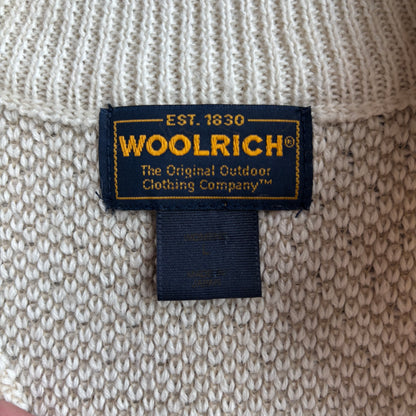 EST. 1830
WOOLRICH®
The Original Outdoor
Clothing Company™